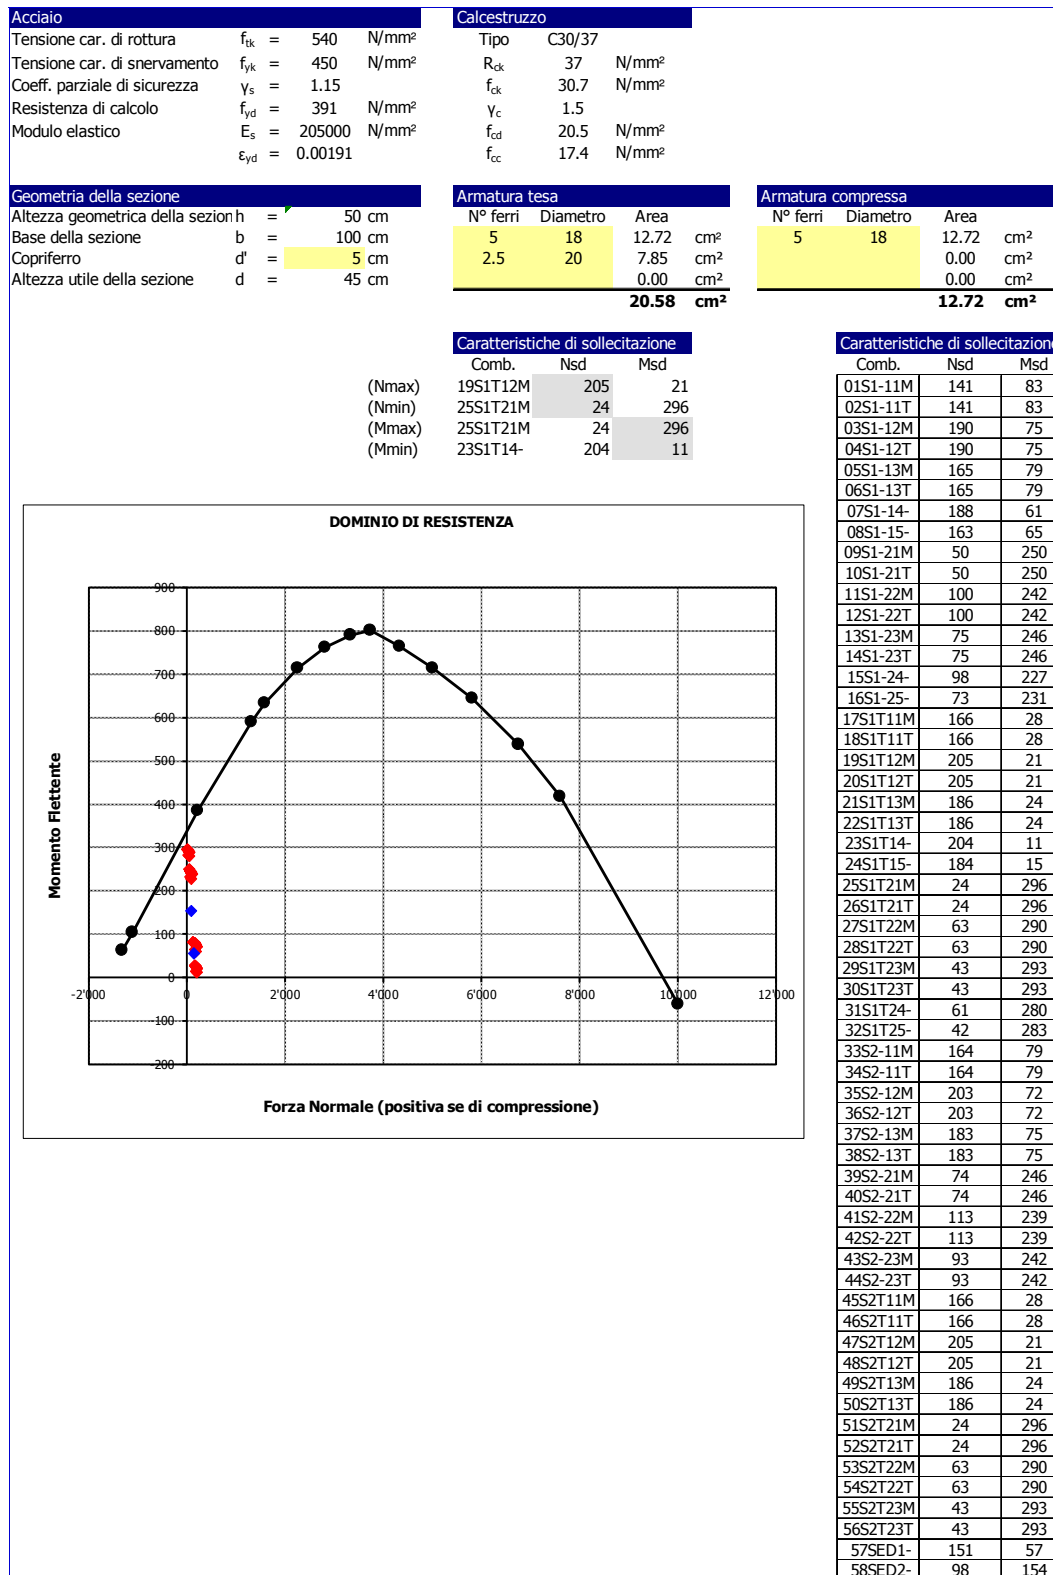 Acciaio
Tensione car. di rottura ftk = 540 N/mm²
Tensione car. di snervamento fyk = 450 N/mm²
Coeff. parziale di sicurezza γs = 1.15
Resistenza di calcolo fyd = 391 N/mm²
Modulo elastico Es = 205000 N/mm²
εyd = 0.00191
Calcestruzzo
Tipo C30/37
Rck 37 N/mm²
fck 30.7 N/mm²
γc 1.5
fcd 20.5 N/mm²
fcc 17.4 N/mm²
Geometria della sezione
Altezza geometrica della sezion h = 50 cm
Base della sezione b = 100 cm
Copriferro d' = 5 cm
Altezza utile della sezione d = 45 cm
Armatura tesa
N° ferri Diametro Area
5 18 12.72 cm²
2.5 20 7.85 cm²
0.00 cm²
20.58 cm²
Armatura compressa
N° ferri Diametro Area
5 18 12.72 cm²
0.00 cm²
0.00 cm²
12.72 cm²
Caratteristiche di sollecitazione
Comb. Nsd Msd
(Nmax) 19S1T12M 205 21
(Nmin) 25S1T21M 24 296
(Mmax) 25S1T21M 24 296
(Mmin) 23S1T14- 204 11
DOMINIO DI RESISTENZA
900
800
700
600
500
400
300
200
100
0
-100
-200
-2'000 0 2'000 4'000 6'000 8'000 10'000 12'000
Momento Flettente
Forza Normale (positiva se di compressione)
Caratteristiche di sollecitazione
Comb. Nsd Msd
01S1-11M 141 83
02S1-11T 141 83
03S1-12M 190 75
04S1-12T 190 75
05S1-13M 165 79
06S1-13T 165 79
07S1-14- 188 61
08S1-15- 163 65
09S1-21M 50 250
10S1-21T 50 250
11S1-22M 100 242
12S1-22T 100 242
13S1-23M 75 246
14S1-23T 75 246
15S1-24- 98 227
16S1-25- 73 231
17S1T11M 166 28
18S1T11T 166 28
19S1T12M 205 21
20S1T12T 205 21
21S1T13M 186 24
22S1T13T 186 24
23S1T14- 204 11
24S1T15- 184 15
25S1T21M 24 296
26S1T21T 24 296
27S1T22M 63 290
28S1T22T 63 290
29S1T23M 43 293
30S1T23T 43 293
31S1T24- 61 280
32S1T25- 42 283
33S2-11M 164 79
34S2-11T 164 79
35S2-12M 203 72
36S2-12T 203 72
37S2-13M 183 75
38S2-13T 183 75
39S2-21M 74 246
40S2-21T 74 246
41S2-22M 113 239
42S2-22T 113 239
43S2-23M 93 242
44S2-23T 93 242
45S2T11M 166 28
46S2T11T 166 28
47S2T12M 205 21
48S2T12T 205 21
49S2T13M 186 24
50S2T13T 186 24
51S2T21M 24 296
52S2T21T 24 296
53S2T22M 63 290
54S2T22T 63 290
55S2T23M 43 293
56S2T23T 43 293
57SED1- 151 57
58SED2- 98 154